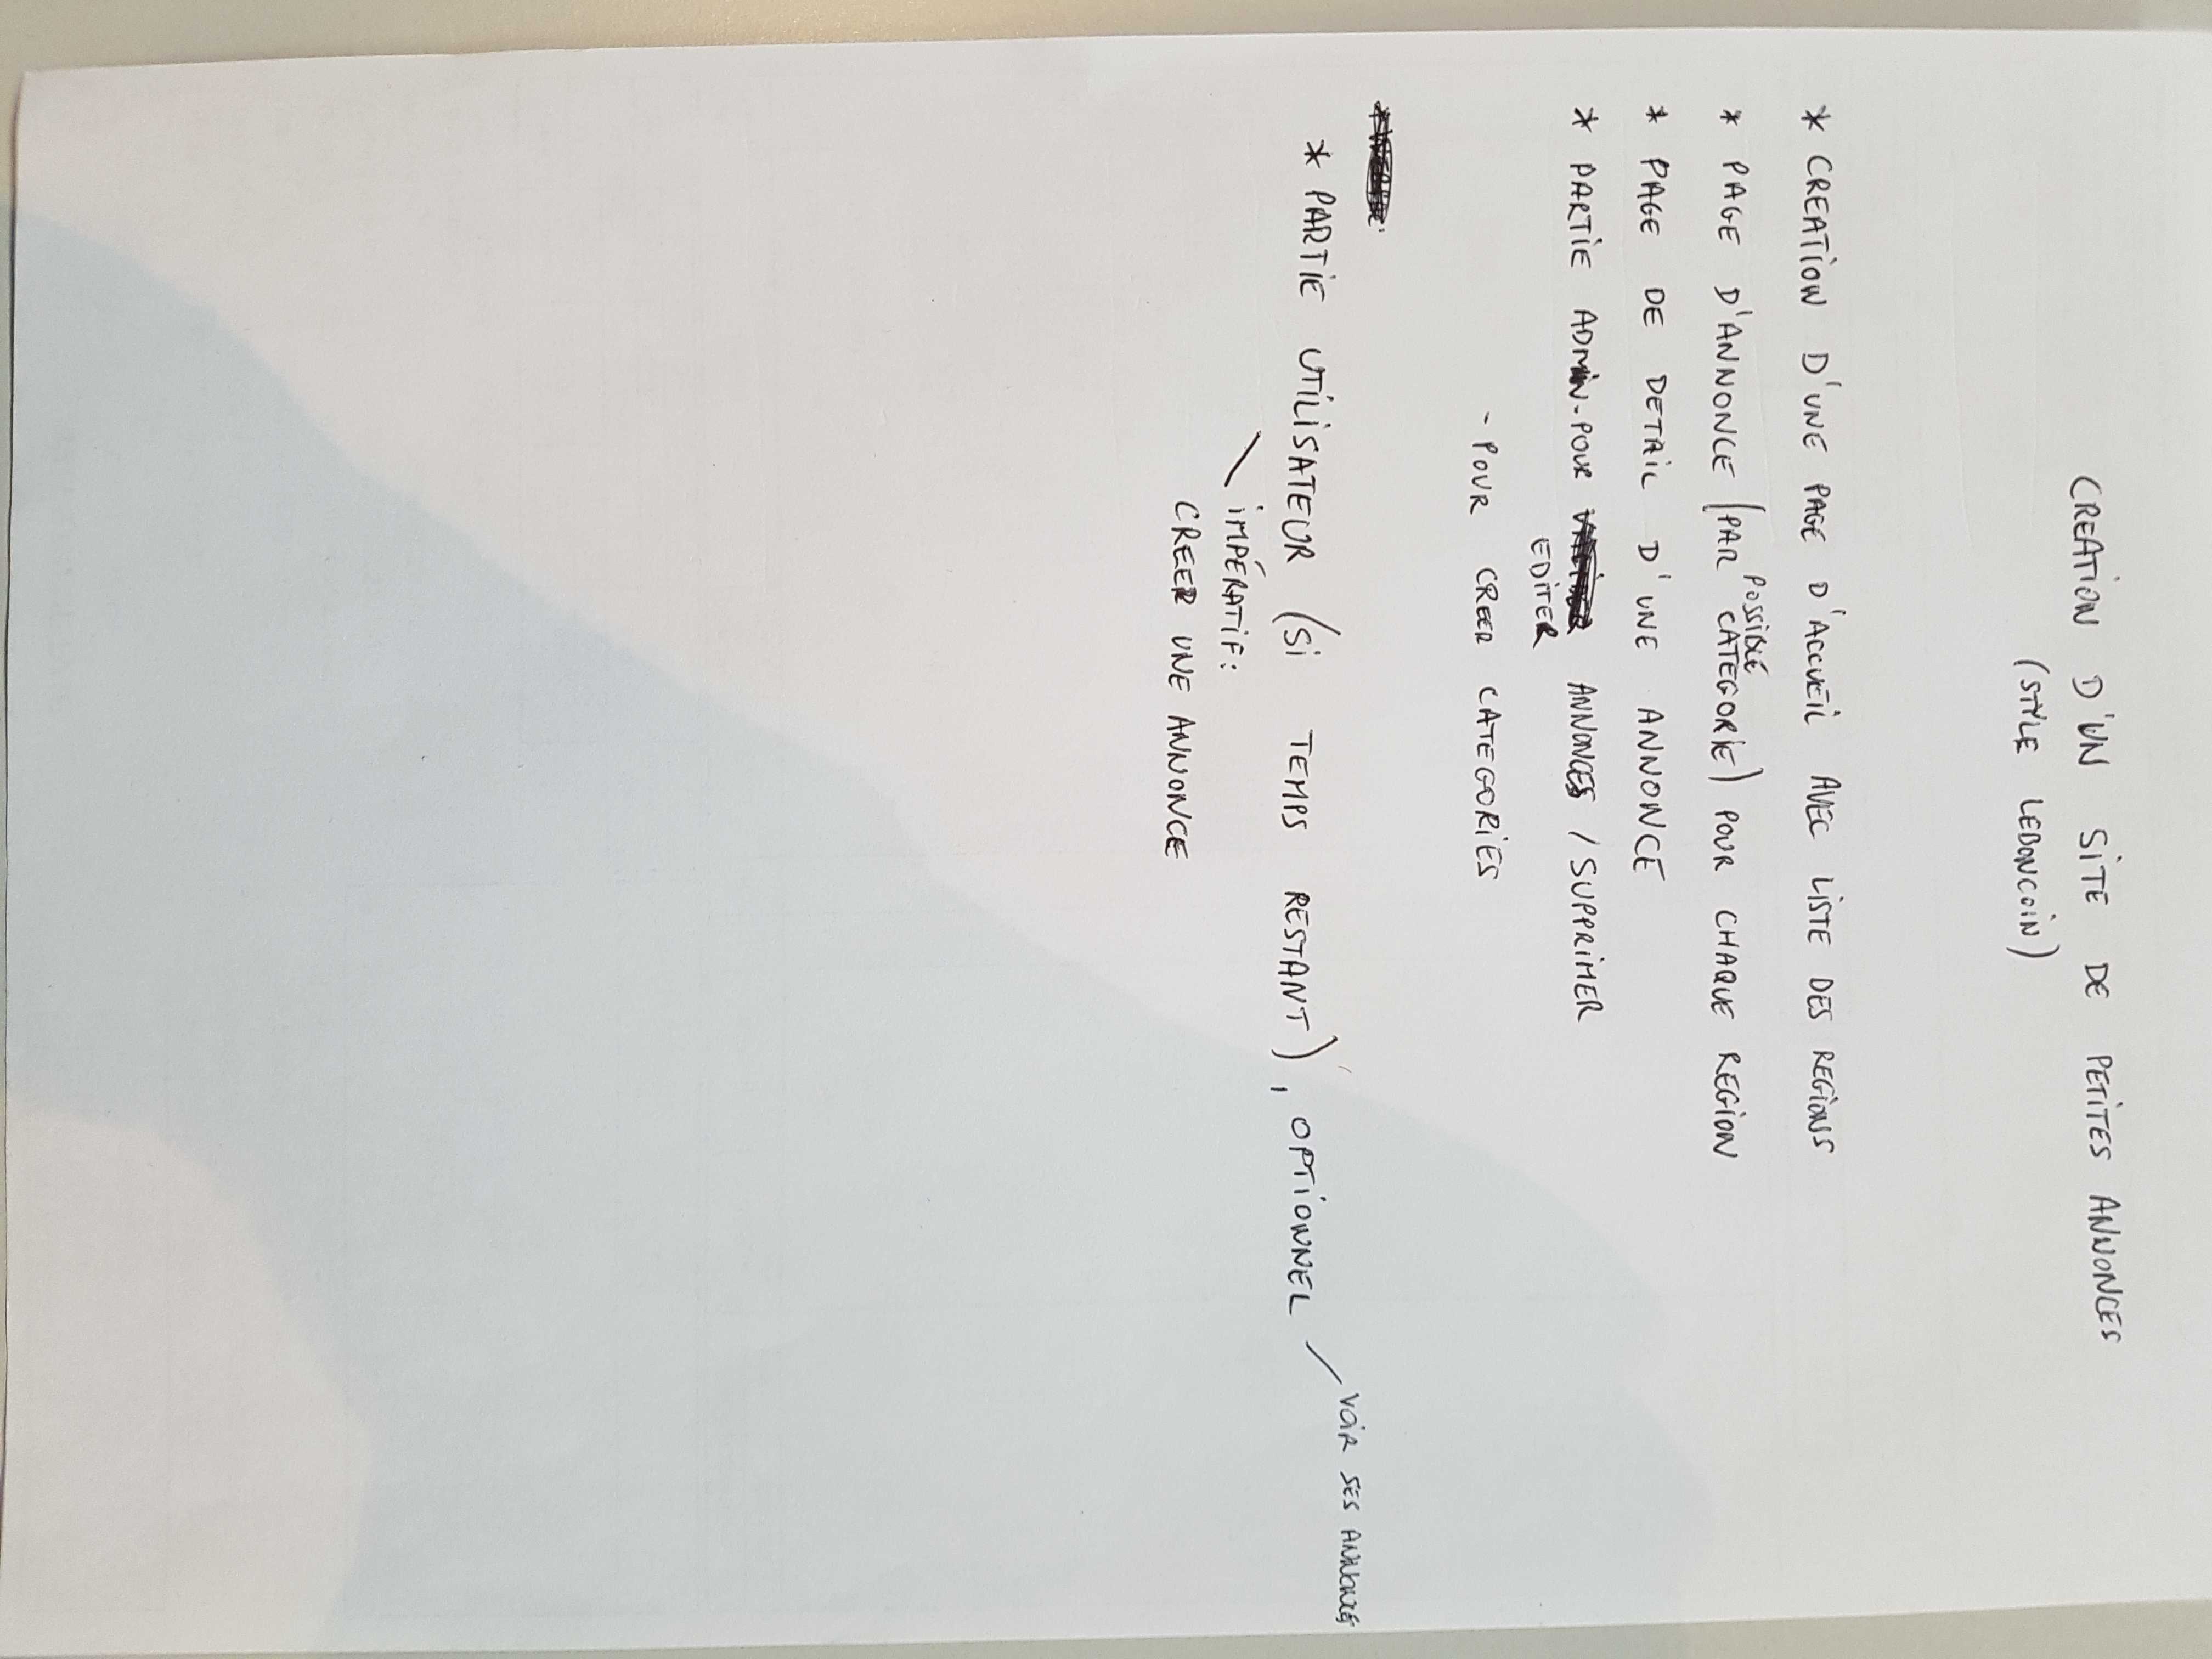 CREATION D'UN SITE DE PETITES ANNONCES
(STYLE LEBONCOIN)
* CREATION D'UNE PAGE D'ACCUEIL AVEC LISTE DES REGIONS
POSSIBLE
* PAGE D'ANNONCE (PAR CATEGORIE) POUR CHAQUE REGION
* PAGE DE DETAIL D'UNE ANNONCE
* PARTIE ADMIN-POUR ANNONCES / SUPPRIMER
EDITER
- POUR CREER CATEGORIES
* PARTIE UTILISATEUR (SI TEMPS RESTANT), OPTIONNEL / VOIR SES ANNONCES
\ IMPÉRATIF:
CREER UNE ANNONCE